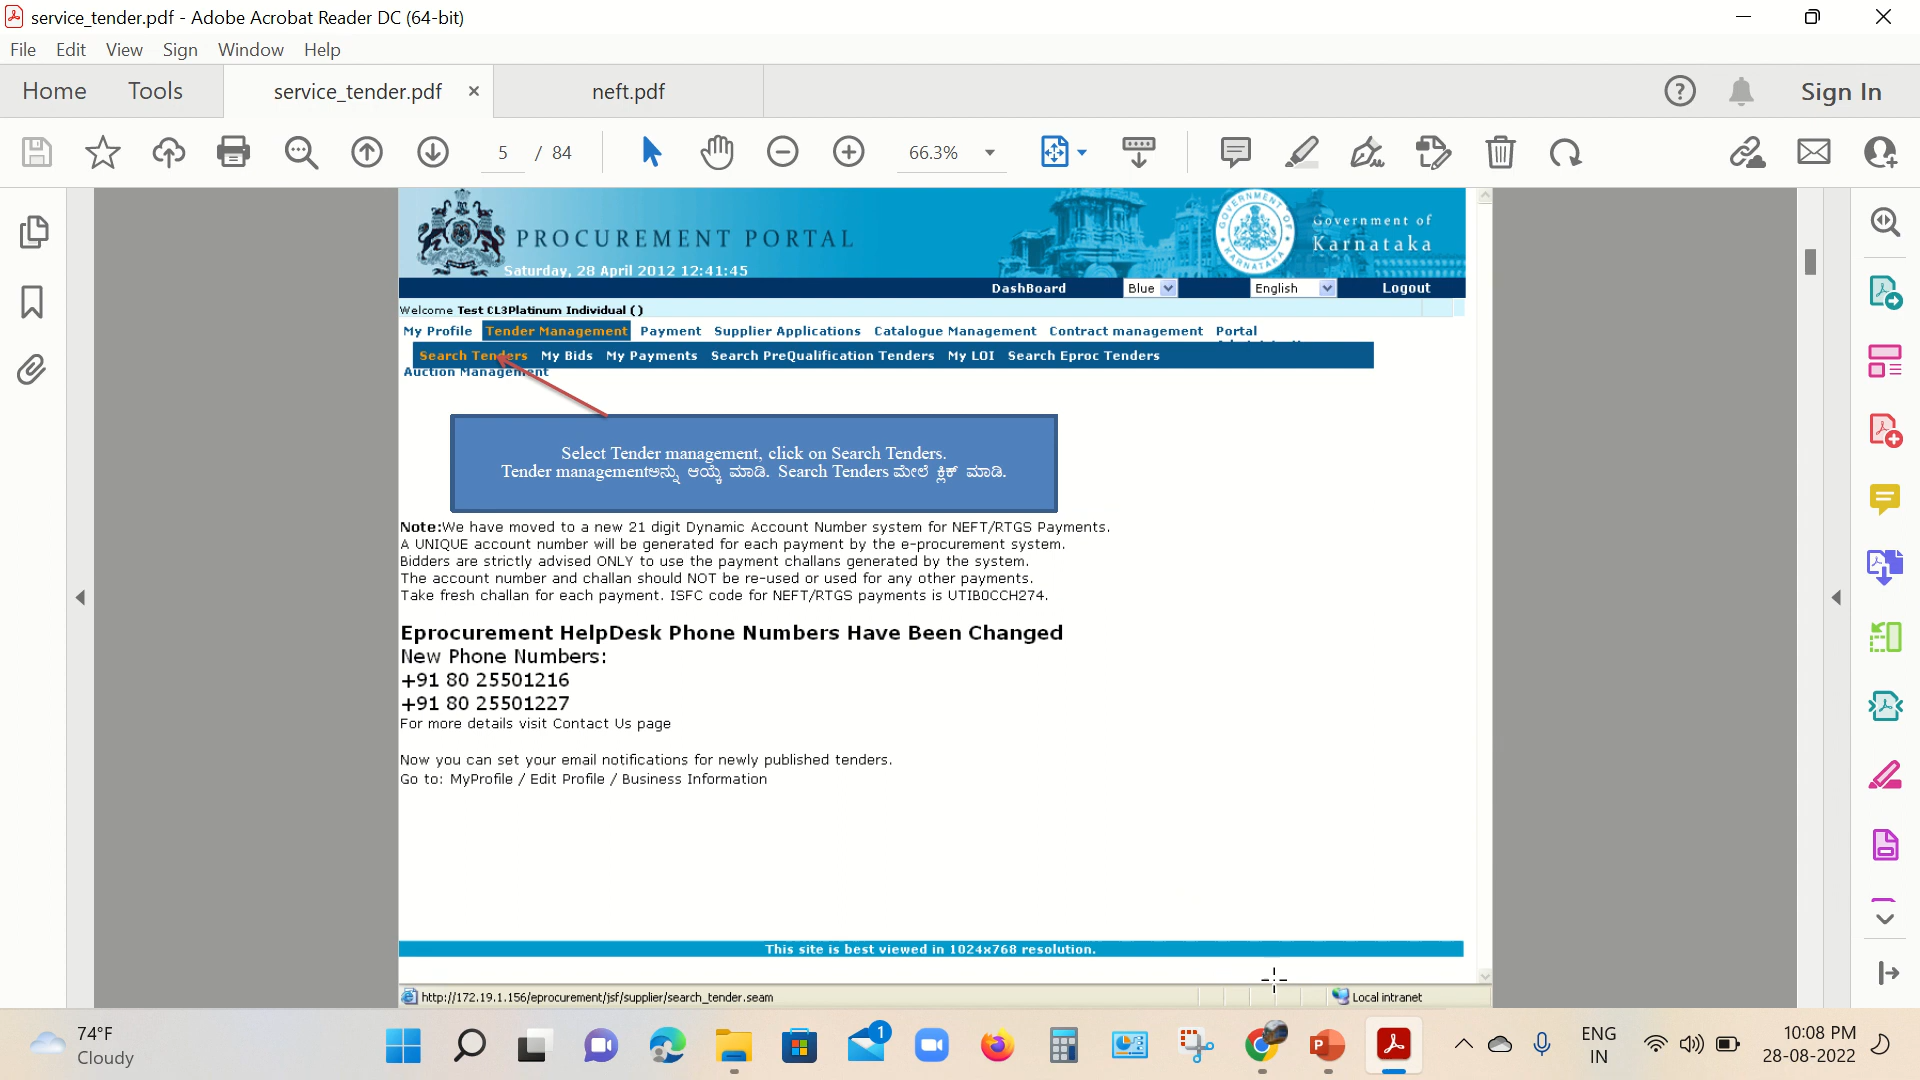 service_tender.pdf - Adobe Acrobat Reader DC (64-bit)
File Edit View Sign Window Help
Home Tools service_tender.pdf × neft.pdf Sign In
5 / 84 66.3%
PROCUREMENT PORTAL
Government of
Karnataka
Saturday, 28 April 2012 12:41:45
DashBoard Blue English Logout
Welcome Test CL3Platinum Individual ()
My Profile Tender Management Payment Supplier Applications Catalogue Management Contract management Portal
Search Tenders My Bids My Payments Search PreQualification Tenders My LOI Search Eproc Tenders
Auction Management
Select Tender management, click on Search Tenders.
Tender managementಅನ್ನು ಆಯ್ಕೆ ಮಾಡಿ. Search Tenders ಮೇಲೆ ಕ್ಲಿಕ್ ಮಾಡಿ.
Note:We have moved to a new 21 digit Dynamic Account Number system for NEFT/RTGS Payments.
A UNIQUE account number will be generated for each payment by the e-procurement system.
Bidders are strictly advised ONLY to use the payment challans generated by the system.
The account number and challan should NOT be re-used or used for any other payments.
Take fresh challan for each payment. ISFC code for NEFT/RTGS payments is UTIB0CCH274.
Eprocurement HelpDesk Phone Numbers Have Been Changed
New Phone Numbers:
+91 80 25501216
+91 80 25501227
For more details visit Contact Us page
Now you can set your email notifications for newly published tenders.
Go to: MyProfile / Edit Profile / Business Information
This site is best viewed in 1024x768 resolution.
http://172.19.1.156/eprocurement/jsf/supplier/search_tender.seam Local intranet
74°F
Cloudy
1
ENG
IN
10:08 PM
28-08-2022